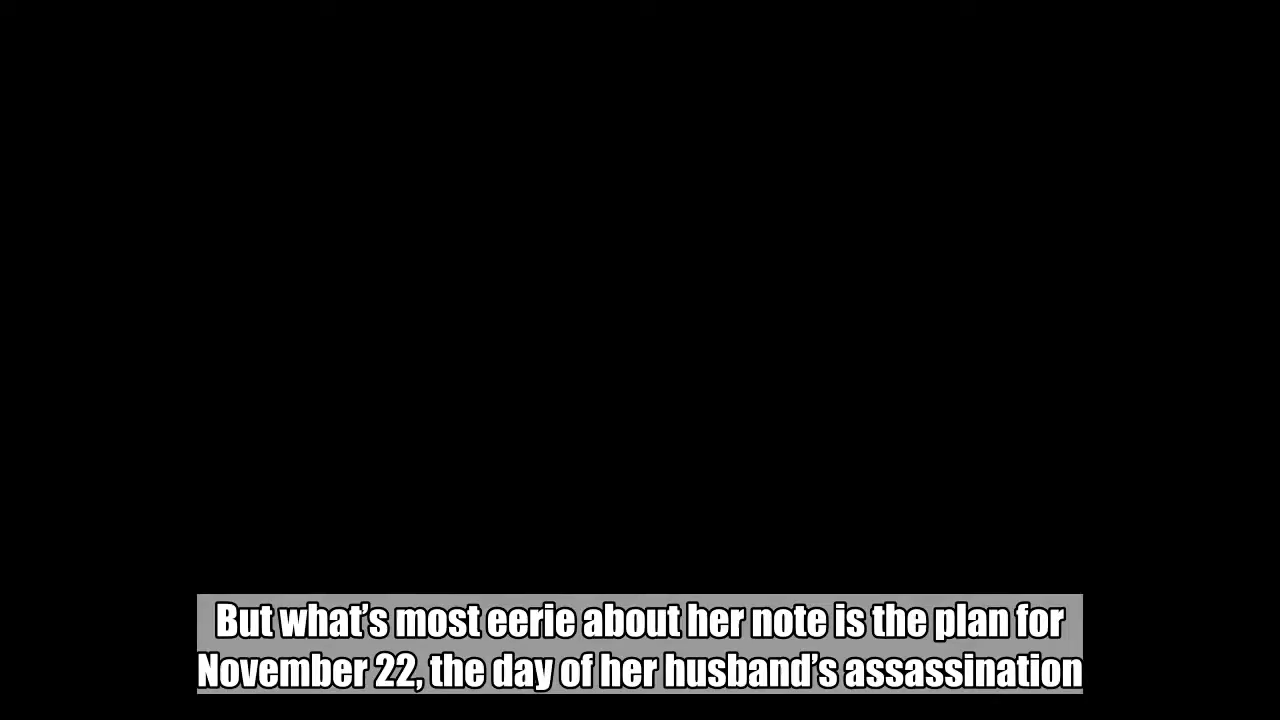 But what’s most eerie about her note is the plan for
November 22, the day of her husband’s assassination